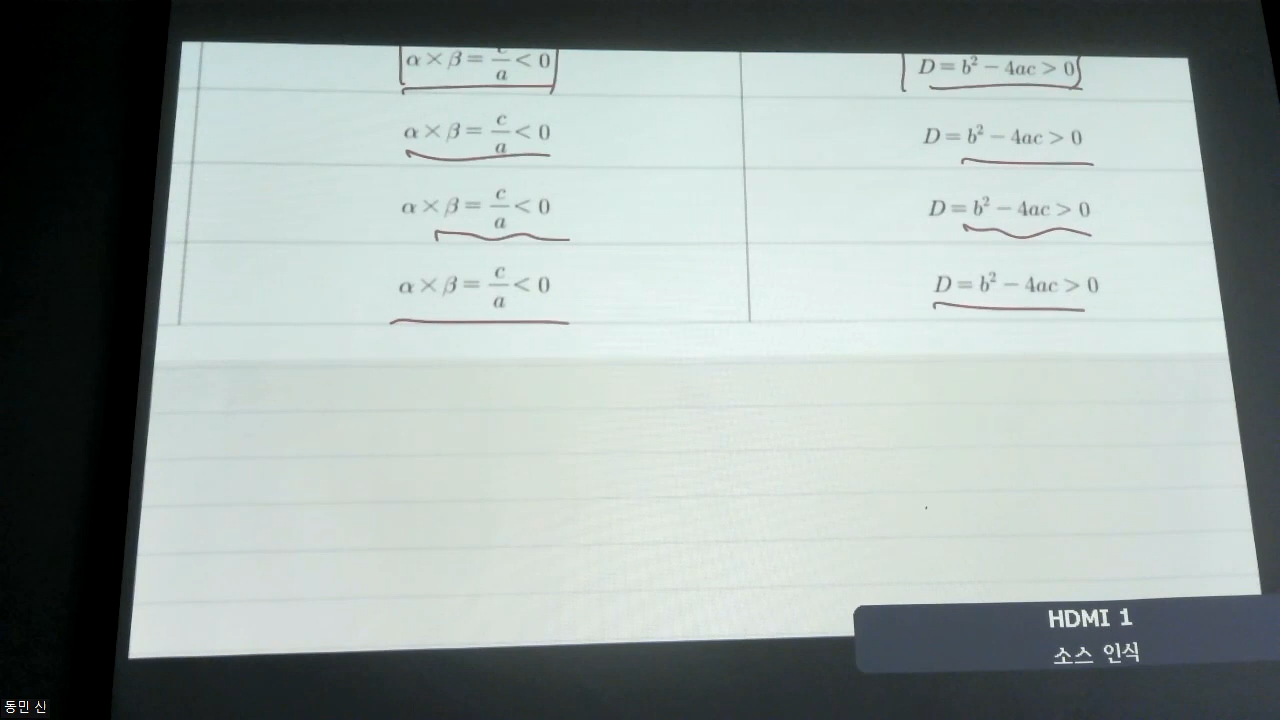 α × β = c/a < 0 D = b² − 4ac > 0
α × β = c/a < 0 D = b² − 4ac > 0
α × β = c/a < 0 D = b² − 4ac > 0
α × β = c/a < 0 D = b² − 4ac > 0
HDMI 1
소스 인식
동민 신